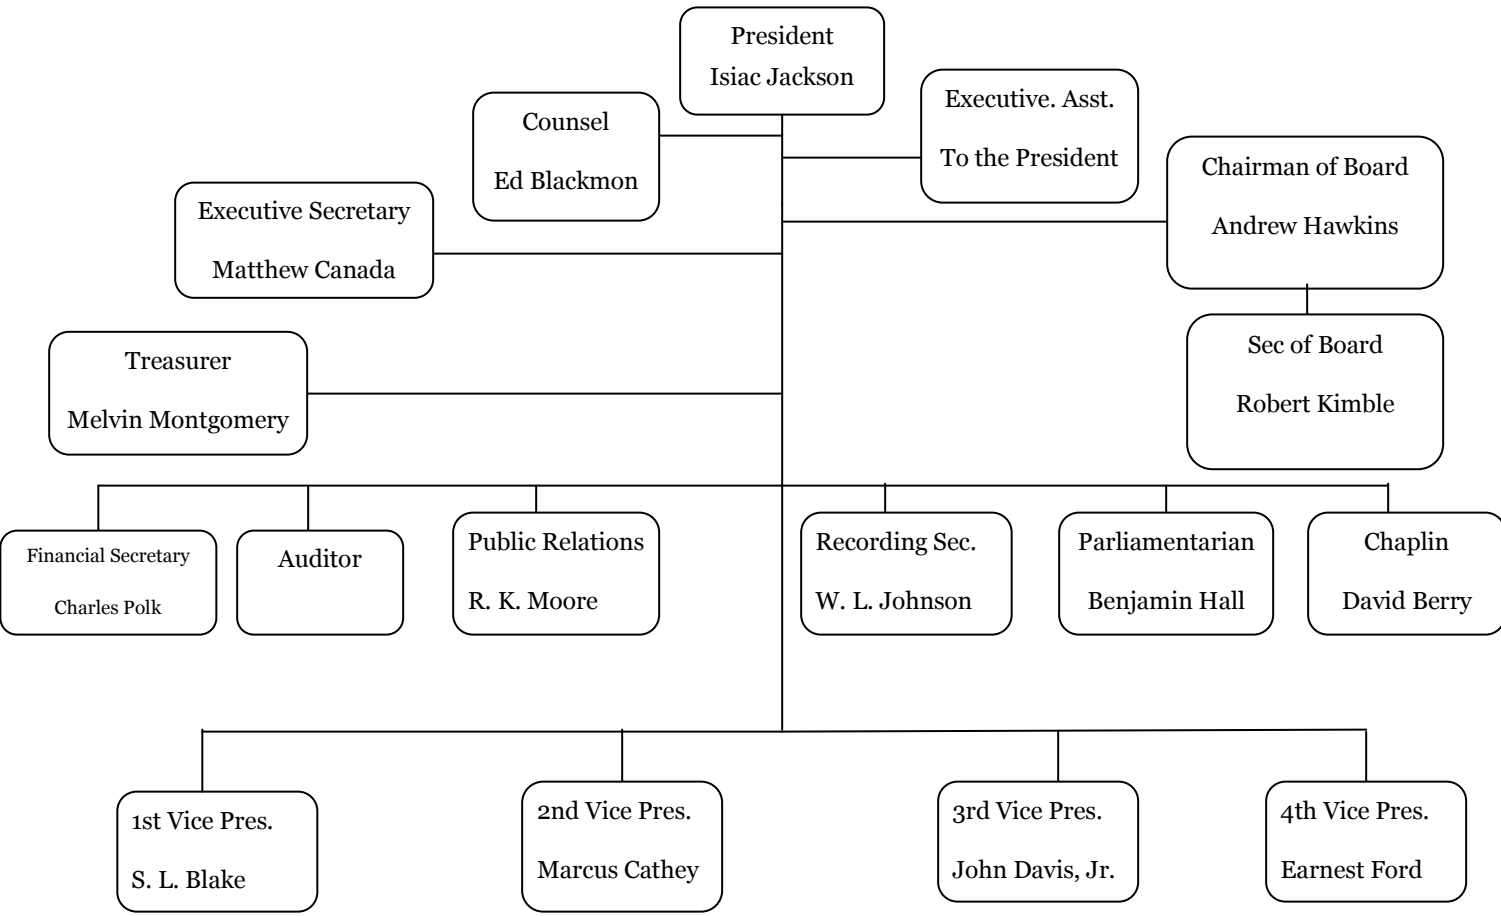 President
Isiac Jackson
Counsel
Ed Blackmon
Executive. Asst.
To the President
Chairman of Board
Andrew Hawkins
Executive Secretary
Matthew Canada
Sec of Board
Robert Kimble
Treasurer
Melvin Montgomery
Financial Secretary
Charles Polk
Auditor
Public Relations
R. K. Moore
Recording Sec.
W. L. Johnson
Parliamentarian
Benjamin Hall
Chaplin
David Berry
1st Vice Pres.
S. L. Blake
2nd Vice Pres.
Marcus Cathey
3rd Vice Pres.
John Davis, Jr.
4th Vice Pres.
Earnest Ford